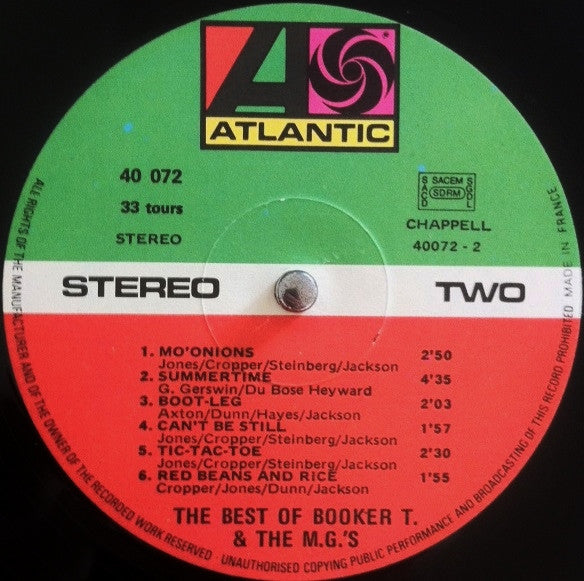 ATLANTIC
40 072
33 tours
STEREO
SACEM
SACD SDRM SGDL
CHAPPELL
40072 - 2
STEREO TWO
1. MO'ONIONS 2'50
Jones/Cropper/Steinberg/Jackson
2. SUMMERTIME 4'35
G. Gerswin/Du Bose Heyward
3. BOOT-LEG 2'03
Axton/Dunn/Hayes/Jackson
4. CAN'T BE STILL 1'57
Jones/Cropper/Steinberg/Jackson
5. TIC-TAC-TOE 2'30
Jones/Cropper/Steinberg/Jackson
6. RED BEANS AND RICE 1'55
Cropper/Jones/Dunn/Jackson
THE BEST OF BOOKER T.
& THE M.G.'S
ALL RIGHTS OF THE MANUFACTURER AND OF THE OWNER OF THE RECORDED WORK RESERVED · UNAUTHORISED COPYING PUBLIC PERFORMANCE AND BROADCASTING OF THIS RECORD PROHIBITED MADE IN FRANCE